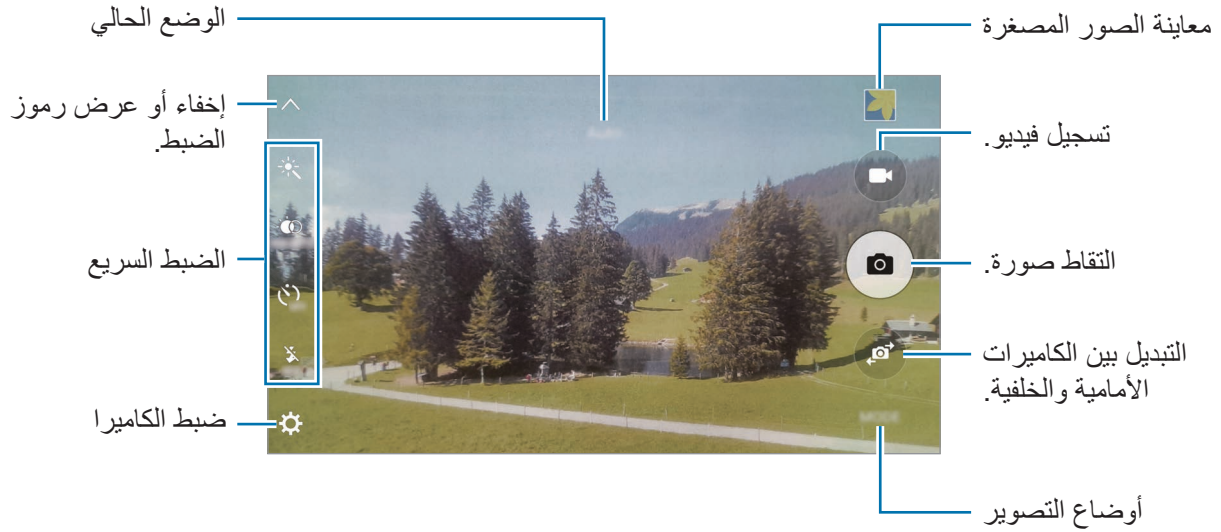 معاينة الصور المصغرة
الوضع الحالي
إخفاء أو عرض رموز
الضبط.
تسجيل فيديو.
الضبط السريع
التقاط صورة.
التبديل بين الكاميرات
الأمامية والخلفية.
ضبط الكاميرا
MODE
أوضاع التصوير